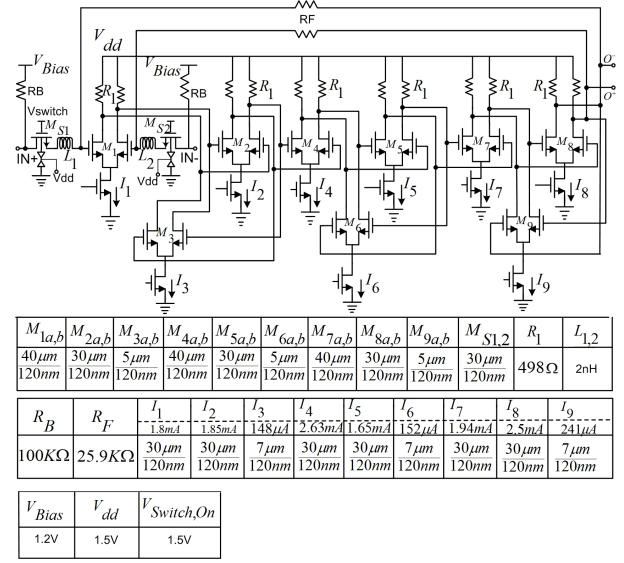 RF
V_dd
V_Bias
V_Bias
RB
RB
Vswitch
M_S1
M_S2
R_1
R_1
R_1
R_1
R_1
R_1
O^-
O^+
IN+
L_1
M_1
L_2
IN-
M_2
M_4
M_5
M_7
M_8
Vdd
Vdd
I_1
I_2
I_4
I_5
I_7
I_8
M_3
M_6
M_9
I_3
I_6
I_9
M_1a,b M_2a,b M_3a,b M_4a,b M_5a,b M_6a,b M_7a,b M_8a,b M_9a,b M_S1,2 R_1 L_1,2
40μm 30μm 5μm 40μm 30μm 5μm 40μm 30μm 5μm 30μm 498Ω 2nH
120nm 120nm 120nm 120nm 120nm 120nm 120nm 120nm 120nm 120nm
R_B R_F I_1 I_2 I_3 I_4 I_5 I_6 I_7 I_8 I_9
1.8mA 1.85mA 148μA 2.63mA 1.65mA 152μA 1.94mA 2.5mA 241μA
100KΩ 25.9KΩ 30μm 30μm 7μm 30μm 30μm 7μm 30μm 30μm 7μm
120nm 120nm 120nm 120nm 120nm 120nm 120nm 120nm 120nm
V_Bias V_dd V_Switch,On
1.2V 1.5V 1.5V